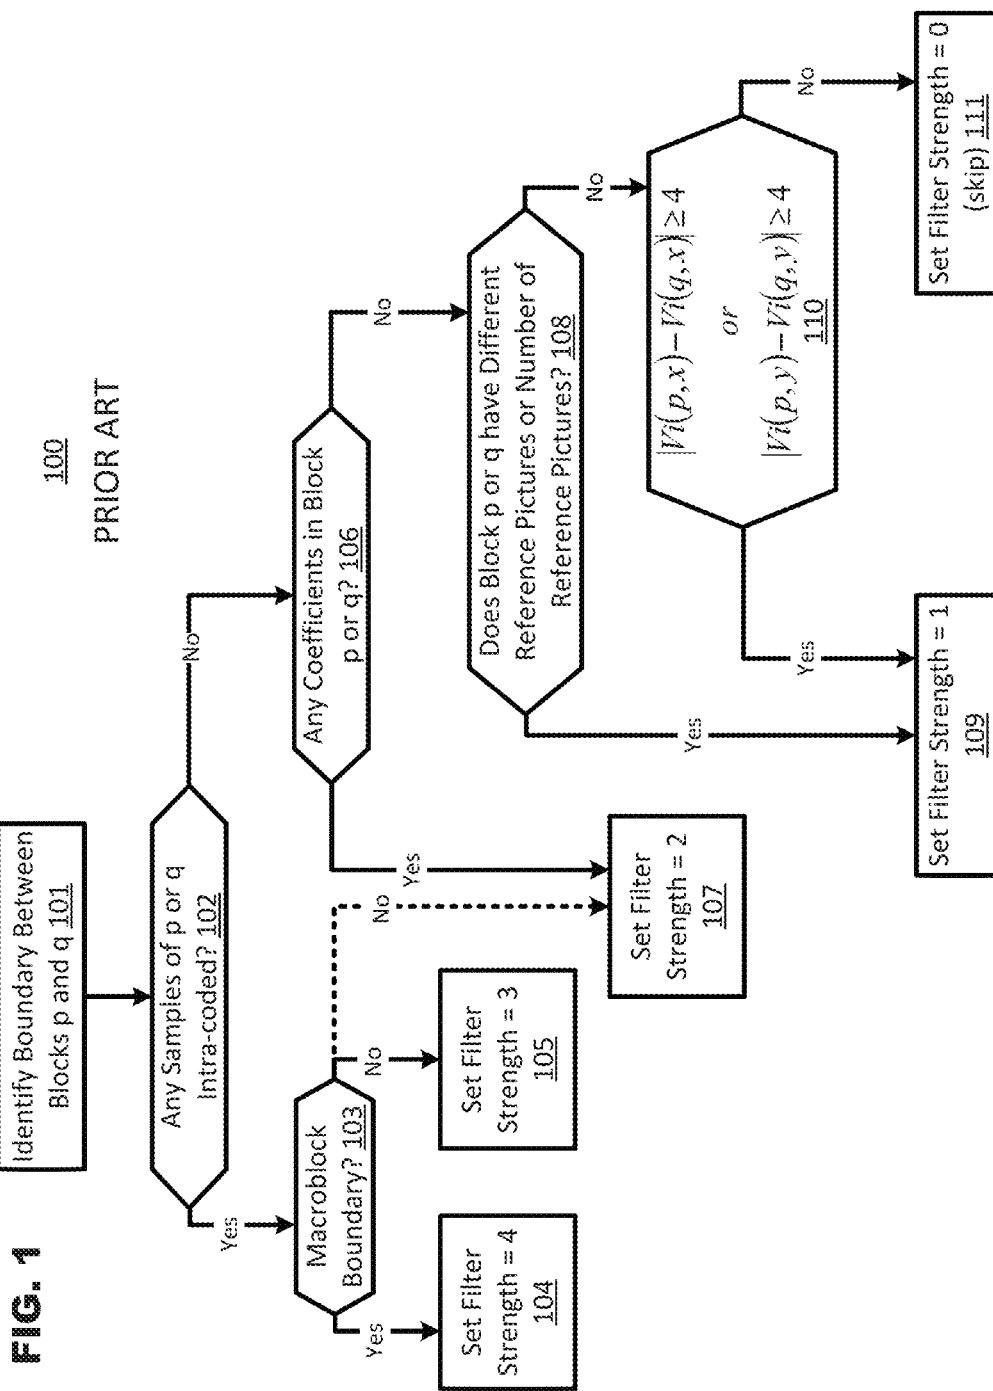 FIG. 1
100
PRIOR ART
Identify Boundary Between
Blocks p and q 101
Any Samples of p or q
Intra-coded? 102
Yes
No
Macroblock
Boundary? 103
Any Coefficients in Block
p or q? 106
Yes
No
No
Yes
No
Set Filter
Strength = 4
104
Set Filter
Strength = 3
105
Does Block p or q have Different
Reference Pictures or Number of
Reference Pictures? 108
Set Filter
Strength = 2
107
Yes
No
|Vi(p,x)−Vi(q,x)|≥4
or
|Vi(p,y)−Vi(q,y)|≥4
110
Yes
No
Set Filter Strength = 1
109
Set Filter Strength = 0
(skip) 111